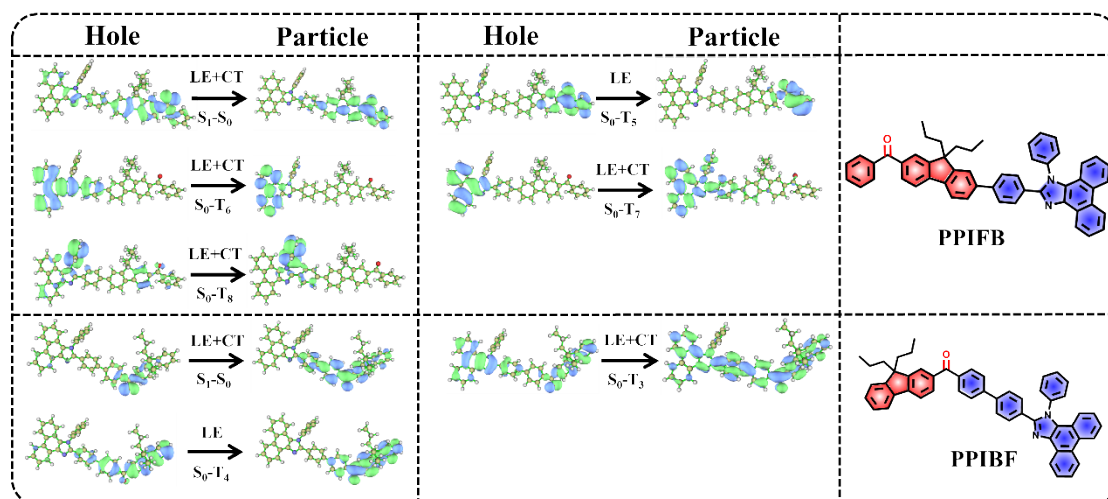 Hole Particle Hole Particle
LE+CT
S1-S0
LE
S0-T5
LE+CT
S0-T6
LE+CT
S0-T7
LE+CT
S0-T8
O
N
N
PPIFB
LE+CT
S1-S0
LE+CT
S0-T3
LE
S0-T4
O
N
N
PPIBF